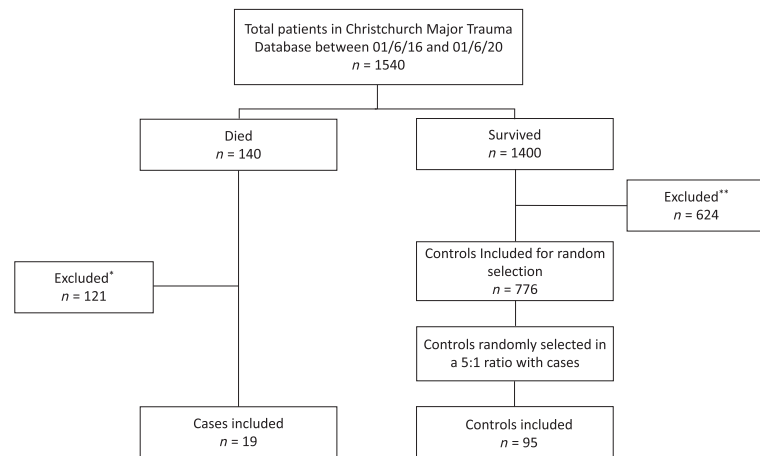 Total patients in Christchurch Major Trauma
Database between 01/6/16 and 01/6/20
n = 1540
Died
n = 140
Survived
n = 1400
Excluded**
n = 624
Controls Included for random
selection
n = 776
Excluded*
n = 121
Controls randomly selected in
a 5:1 ratio with cases
Cases included
n = 19
Controls included
n = 95